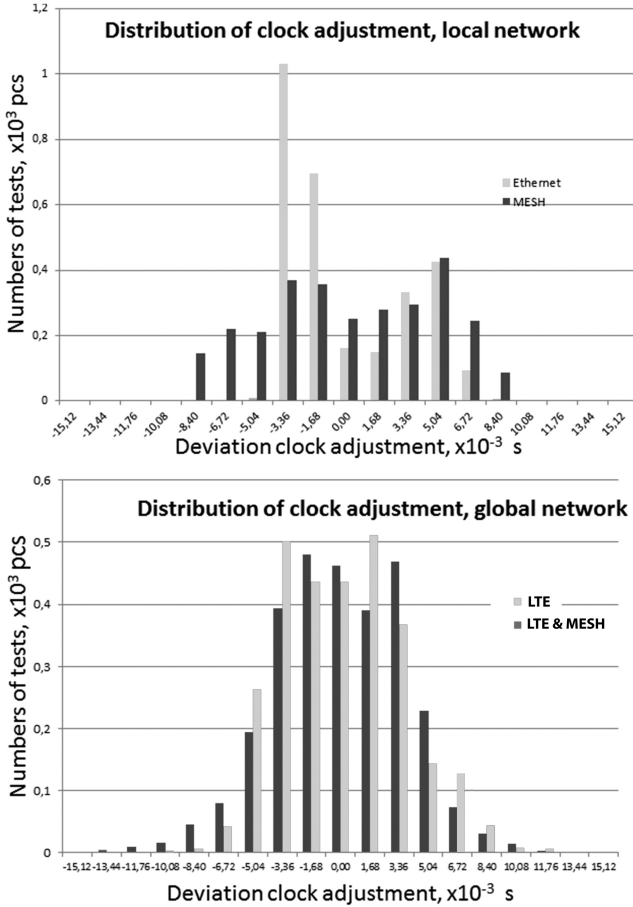 1,2
Distribution of clock adjustment, local network
1
0,8
0,6
0,4
0,2
0
Numbers of tests, x10³ pcs
Ethernet
MESH
-15,12 -13,44 -11,76 -10,08 -8,40 -6,72 -5,04 -3,36 -1,68 0,00 1,68 3,36 5,04 6,72 8,40 10,08 11,76 13,44 15,12
Deviation clock adjustment, x10⁻³ s
0,6
Distribution of clock adjustment, global network
0,5
0,4
0,3
0,2
0,1
0
Numbers of tests, x10³ pcs
LTE
LTE & MESH
-15,12 -13,44 -11,76 -10,08 -8,40 -6,72 -5,04 -3,36 -1,68 0,00 1,68 3,36 5,04 6,72 8,40 10,08 11,76 13,44 15,12
Deviation clock adjustment, x10⁻³ s